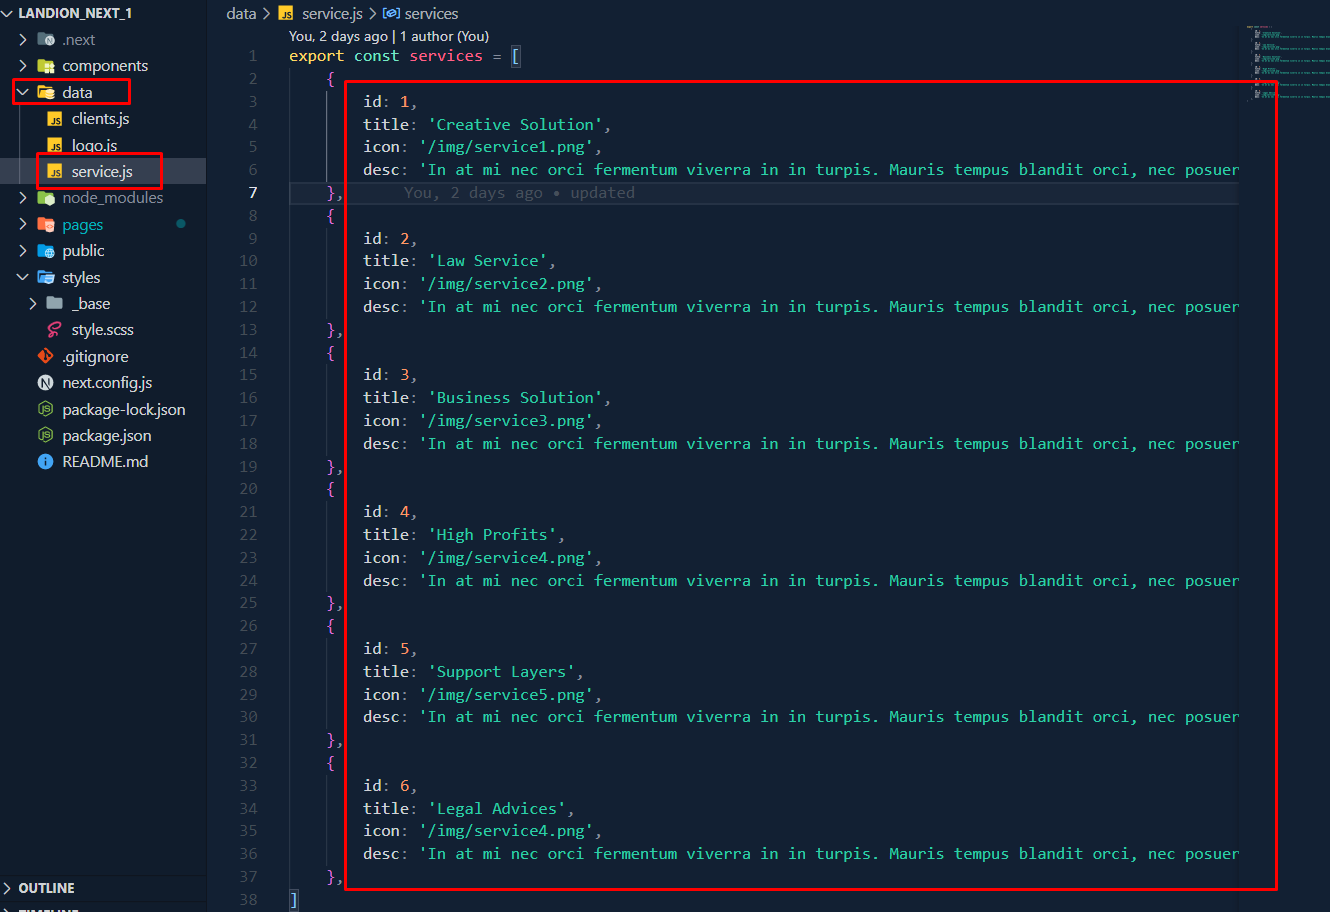 LANDION_NEXT_1
.next
components
data
clients.js
logo.js
service.js
node_modules
pages
public
styles
_base
style.scss
.gitignore
next.config.js
package-lock.json
package.json
README.md
OUTLINE
TIMELINE
data > service.js > services
You, 2 days ago | 1 author (You)
1 export const services = [
2 {
3 id: 1,
4 title: 'Creative Solution',
5 icon: '/img/service1.png',
6 desc: 'In at mi nec orci fermentum viverra in in turpis. Mauris tempus blandit orci, nec posuer
7 }, You, 2 days ago • updated
8 {
9 id: 2,
10 title: 'Law Service',
11 icon: '/img/service2.png',
12 desc: 'In at mi nec orci fermentum viverra in in turpis. Mauris tempus blandit orci, nec posuer
13 },
14 {
15 id: 3,
16 title: 'Business Solution',
17 icon: '/img/service3.png',
18 desc: 'In at mi nec orci fermentum viverra in in turpis. Mauris tempus blandit orci, nec posuer
19 },
20 {
21 id: 4,
22 title: 'High Profits',
23 icon: '/img/service4.png',
24 desc: 'In at mi nec orci fermentum viverra in in turpis. Mauris tempus blandit orci, nec posuer
25 },
26 {
27 id: 5,
28 title: 'Support Layers',
29 icon: '/img/service5.png',
30 desc: 'In at mi nec orci fermentum viverra in in turpis. Mauris tempus blandit orci, nec posuer
31 },
32 {
33 id: 6,
34 title: 'Legal Advices',
35 icon: '/img/service4.png',
36 desc: 'In at mi nec orci fermentum viverra in in turpis. Mauris tempus blandit orci, nec posuer
37 },
38 ]